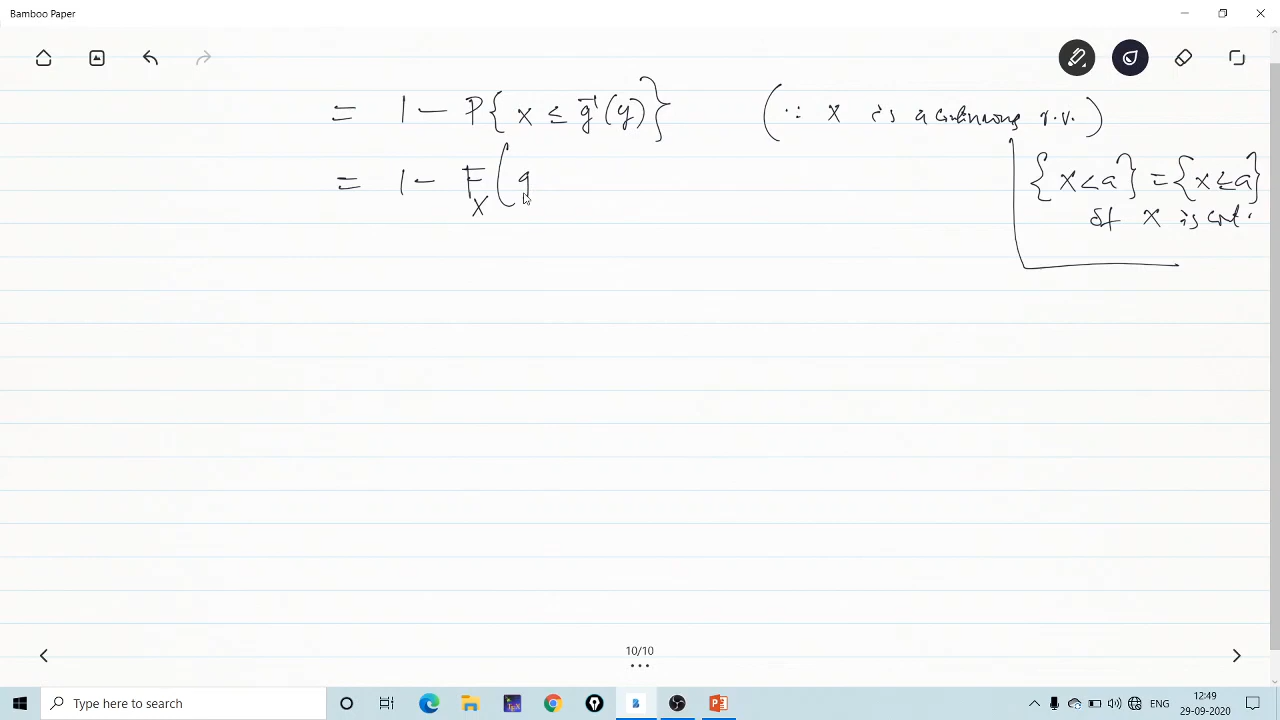 Bamboo Paper
= 1 − P{ x ≤ g⁻¹(y)} (∵ X is a continuous r.v.)
= 1 − F_X(g
{x<a} = {x≤a}
if X is cont.
10/10
Type here to search
ENG
12:49
29-09-2020